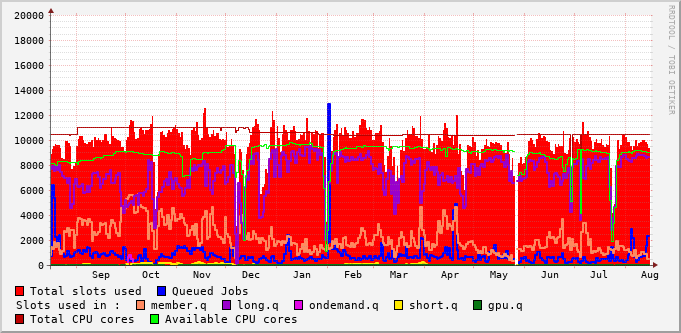 20000
18000
16000
14000
12000
10000
8000
6000
4000
2000
0
Sep Oct Nov Dec Jan Feb Mar Apr May Jun Jul Aug
RRDTOOL / TOBI OETIKER
Total slots used Queued Jobs
Slots used in : member.q long.q ondemand.q short.q gpu.q
Total CPU cores Available CPU cores